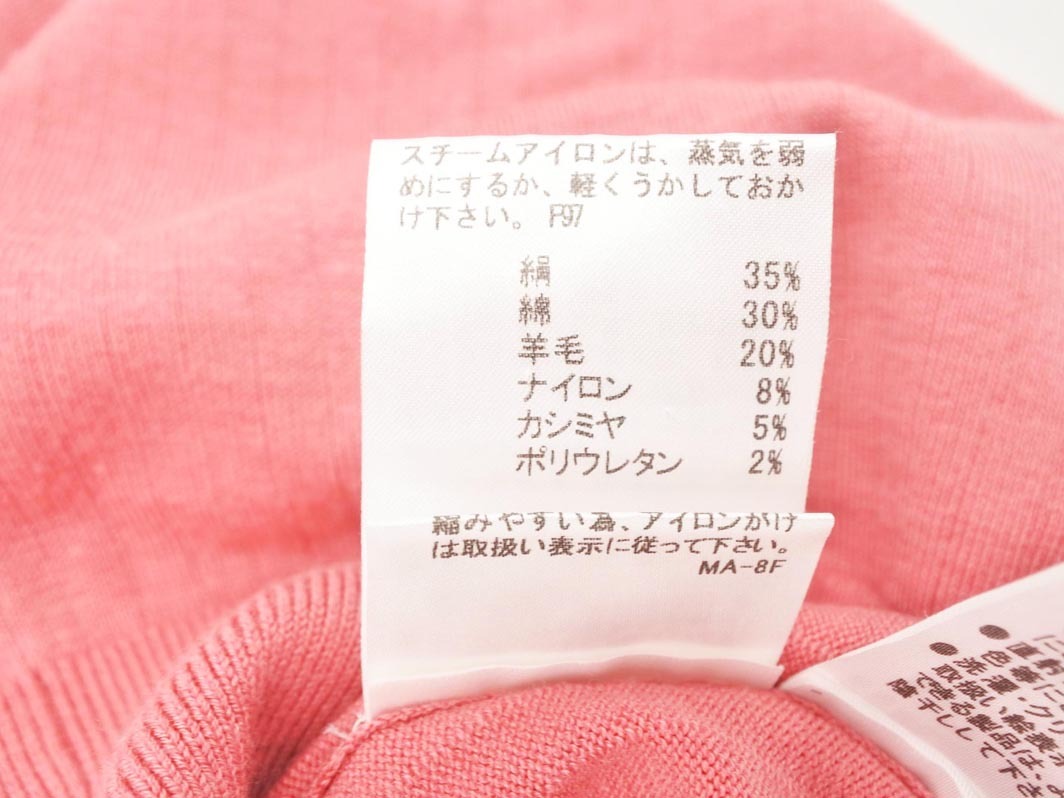 スチームアイロンは、蒸気を弱
めにするか、軽くうかしておか
け下さい。 F97
絹 35%
綿 30%
羊毛 20%
ナイロン 8%
カシミヤ 5%
ポリウレタン 2%
縮みやすい為、アイロンがけ
は取扱い表示に従って下さい。
MA-8F